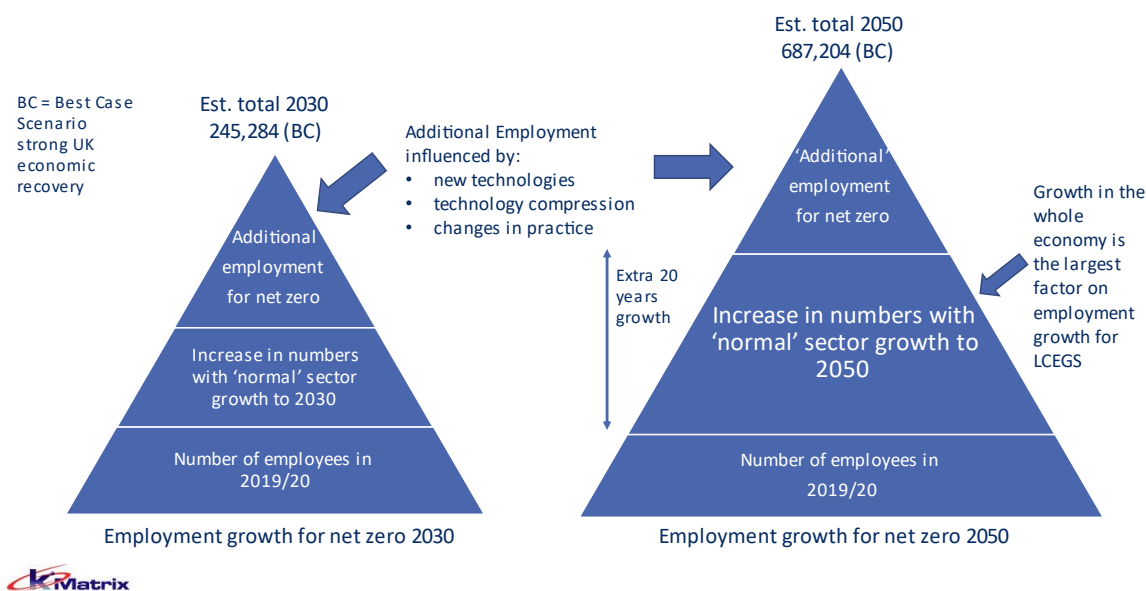 Est. total 2050
687,204 (BC)
BC = Best Case
Scenario
strong UK
economic
recovery
Est. total 2030
245,284 (BC)
Additional Employment
influenced by:
• new technologies
• technology compression
• changes in practice
'Additional'
employment
for net zero
Growth in the
whole
economy is
the largest
factor on
employment
growth for
LCEGS
Additional
employment
for net zero
Extra 20
years
growth
Increase in numbers with
'normal' sector growth to
2050
Increase in numbers
with 'normal' sector
growth to 2030
Number of employees in
2019/20
Number of employees in
2019/20
Employment growth for net zero 2030
Employment growth for net zero 2050
kMatrix